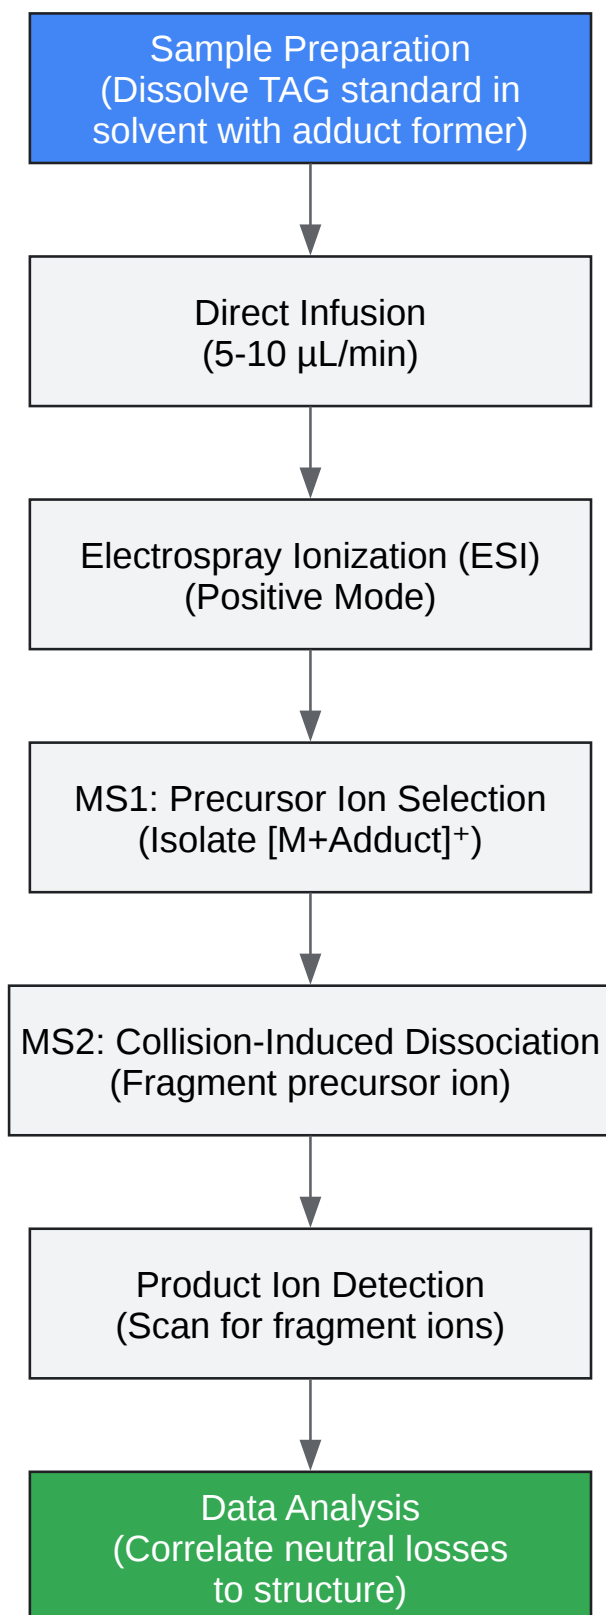 Sample Preparation
(Dissolve TAG standard in
solvent with adduct former)
Direct Infusion
(5-10 µL/min)
Electrospray Ionization (ESI)
(Positive Mode)
MS1: Precursor Ion Selection
(Isolate [M+Adduct]⁺)
MS2: Collision-Induced Dissociation
(Fragment precursor ion)
Product Ion Detection
(Scan for fragment ions)
Data Analysis
(Correlate neutral losses
to structure)